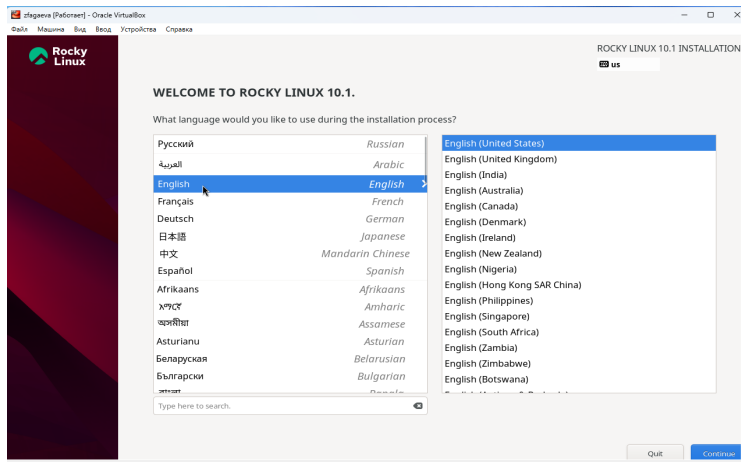 zfagaeva [Работает] - Oracle VirtualBox
Файл Машина Вид Ввод Устройства Справка
Rocky
Linux
ROCKY LINUX 10.1 INSTALLATION
us
WELCOME TO ROCKY LINUX 10.1.
What language would you like to use during the installation process?
Русский Russian
العربية Arabic
English English
Français French
Deutsch German
日本語 Japanese
中文 Mandarin Chinese
Español Spanish
Afrikaans Afrikaans
አማርኛ Amharic
অসমীয়া Assamese
Asturianu Asturian
Беларуская Belarusian
Български Bulgarian
English (United States)
English (United Kingdom)
English (India)
English (Australia)
English (Canada)
English (Denmark)
English (Ireland)
English (New Zealand)
English (Nigeria)
English (Hong Kong SAR China)
English (Philippines)
English (Singapore)
English (South Africa)
English (Zambia)
English (Zimbabwe)
English (Botswana)
Type here to search.
Quit
Continue